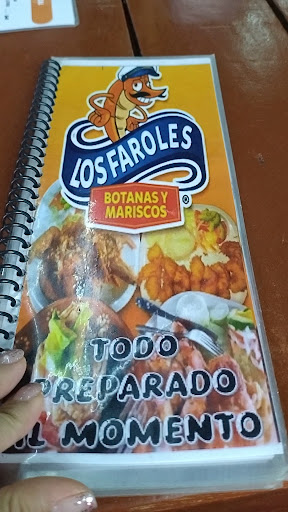 LOS FAROLES
BOTANAS Y
MARISCOS
®
TODO
PREPARADO
AL MOMENTO